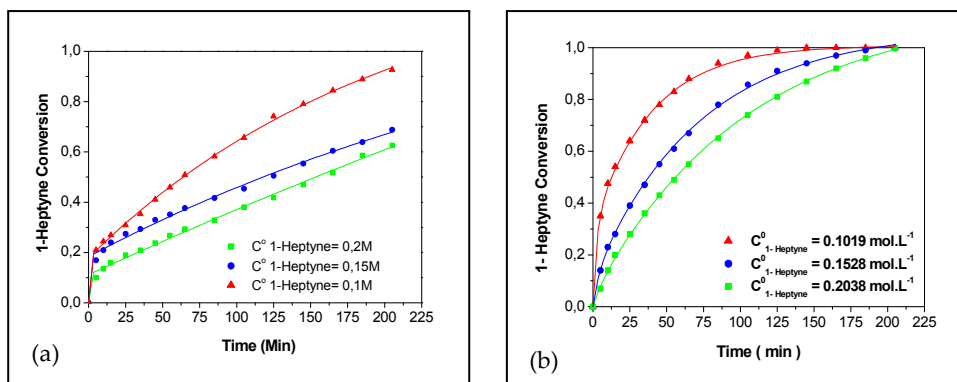 1-Heptyne Conversion
1,0
0,8
0,6
0,4
0,2
0,0
C° 1-Heptyne= 0,2M
C° 1-Heptyne= 0,15M
C° 1-Heptyne= 0,1M
0 25 50 75 100 125 150 175 200 225
Time (Min)
(a)
1- Heptyne Conversion
1,0
0,8
0,6
0,4
0,2
0,0
C⁰1- Heptyne = 0.1019 mol.L⁻¹
C⁰1- Heptyne = 0.1528 mol.L⁻¹
C⁰1- Heptyne = 0.2038 mol.L⁻¹
0 25 50 75 100 125 150 175 200 225
Time ( min )
(b)